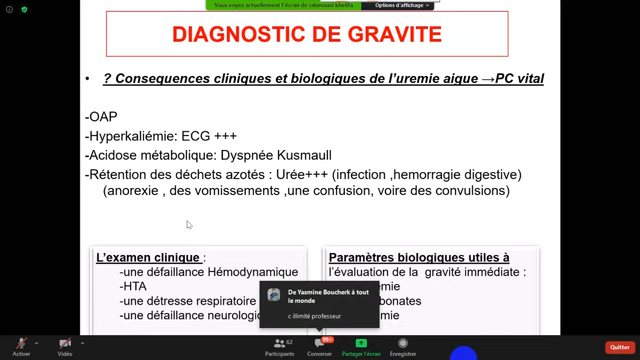 Vous voyez actuellement l'écran de rahmouni khelifa
Options d'affichage
DIAGNOSTIC DE GRAVITE
• ? Consequences cliniques et biologiques de l'uremie aigue →PC vital
-OAP
-Hyperkaliémie: ECG +++
-Acidose métabolique: Dyspnée Kusmaull
-Rétention des déchets azotés : Urée+++ (infection ,hemorragie digestive)
(anorexie , des vomissements ,une confusion, voire des convulsions)
L'examen clinique :
-une défaillance Hémodynamique
-HTA
-une détresse respiratoire
-une défaillance neurologi
Paramètres biologiques utiles à
l'évaluation de la gravité immédiate :
émie
bonates
émie
De Yasmine Boucherk à tout
le monde
c illimité professeur
Activer
Vidéo
62
Participants
99+
Converser
Partager l'écran
Enregistrer
Quitter